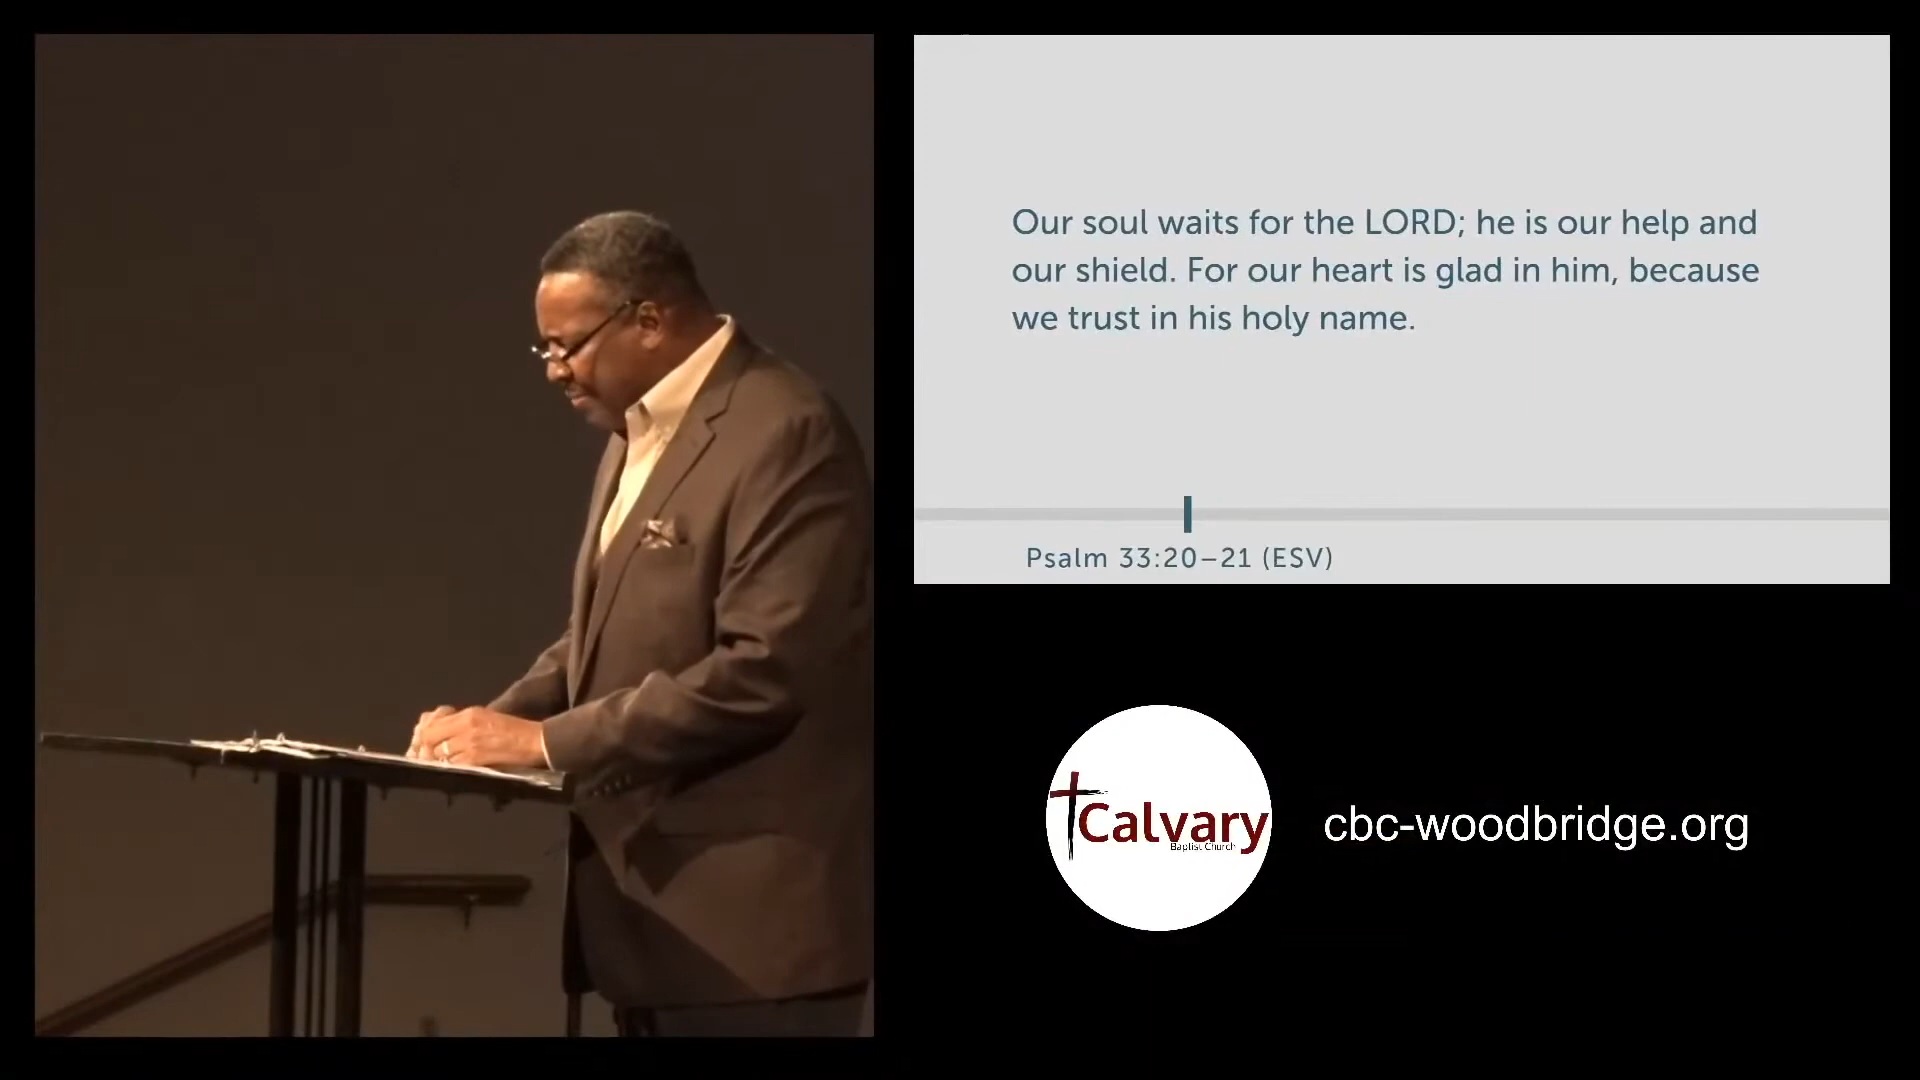 Our soul waits for the LORD; he is our help and
our shield. For our heart is glad in him, because
we trust in his holy name.
Psalm 33:20–21 (ESV)
Calvary
Baptist Church
cbc-woodbridge.org